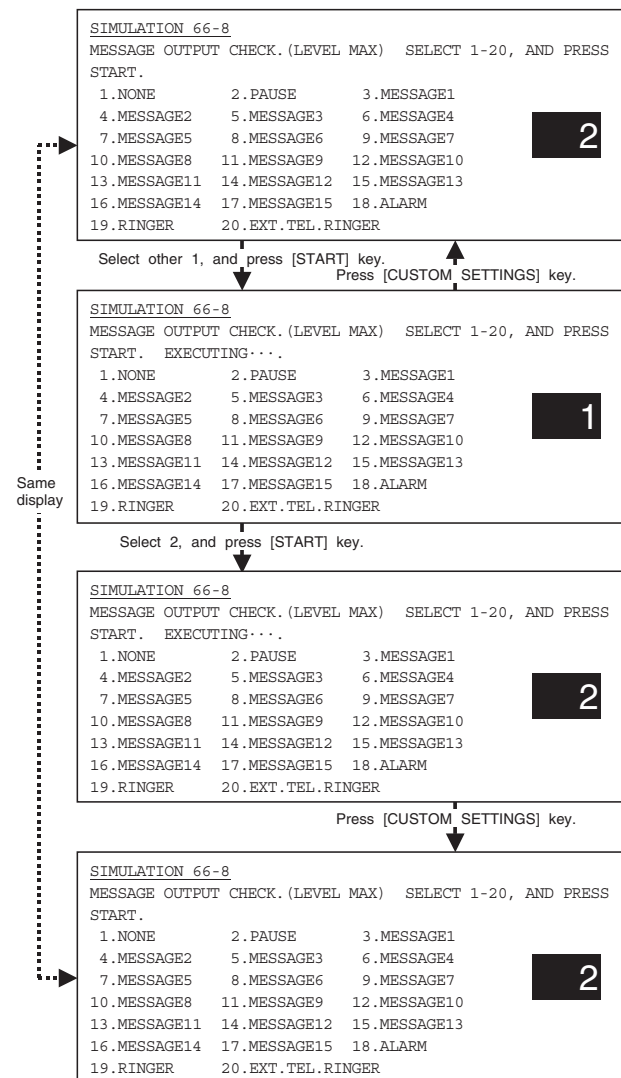 SIMULATION 66-8
MESSAGE OUTPUT CHECK.(LEVEL MAX) SELECT 1-20, AND PRESS
START.
1.NONE 2.PAUSE 3.MESSAGE1
4.MESSAGE2 5.MESSAGE3 6.MESSAGE4
7.MESSAGE5 8.MESSAGE6 9.MESSAGE7
2
10.MESSAGE8 11.MESSAGE9 12.MESSAGE10
13.MESSAGE11 14.MESSAGE12 15.MESSAGE13
16.MESSAGE14 17.MESSAGE15 18.ALARM
19.RINGER 20.EXT.TEL.RINGER
Select other 1, and press [START] key.
Press [CUSTOM SETTINGS] key.
SIMULATION 66-8
MESSAGE OUTPUT CHECK.(LEVEL MAX) SELECT 1-20, AND PRESS
START. EXECUTING···.
1.NONE 2.PAUSE 3.MESSAGE1
4.MESSAGE2 5.MESSAGE3 6.MESSAGE4
7.MESSAGE5 8.MESSAGE6 9.MESSAGE7
1
10.MESSAGE8 11.MESSAGE9 12.MESSAGE10
13.MESSAGE11 14.MESSAGE12 15.MESSAGE13
16.MESSAGE14 17.MESSAGE15 18.ALARM
19.RINGER 20.EXT.TEL.RINGER
Same
display
Select 2, and press [START] key.
SIMULATION 66-8
MESSAGE OUTPUT CHECK.(LEVEL MAX) SELECT 1-20, AND PRESS
START. EXECUTING···.
1.NONE 2.PAUSE 3.MESSAGE1
4.MESSAGE2 5.MESSAGE3 6.MESSAGE4
7.MESSAGE5 8.MESSAGE6 9.MESSAGE7
2
10.MESSAGE8 11.MESSAGE9 12.MESSAGE10
13.MESSAGE11 14.MESSAGE12 15.MESSAGE13
16.MESSAGE14 17.MESSAGE15 18.ALARM
19.RINGER 20.EXT.TEL.RINGER
Press [CUSTOM SETTINGS] key.
SIMULATION 66-8
MESSAGE OUTPUT CHECK.(LEVEL MAX) SELECT 1-20, AND PRESS
START.
1.NONE 2.PAUSE 3.MESSAGE1
4.MESSAGE2 5.MESSAGE3 6.MESSAGE4
7.MESSAGE5 8.MESSAGE6 9.MESSAGE7
2
10.MESSAGE8 11.MESSAGE9 12.MESSAGE10
13.MESSAGE11 14.MESSAGE12 15.MESSAGE13
16.MESSAGE14 17.MESSAGE15 18.ALARM
19.RINGER 20.EXT.TEL.RINGER